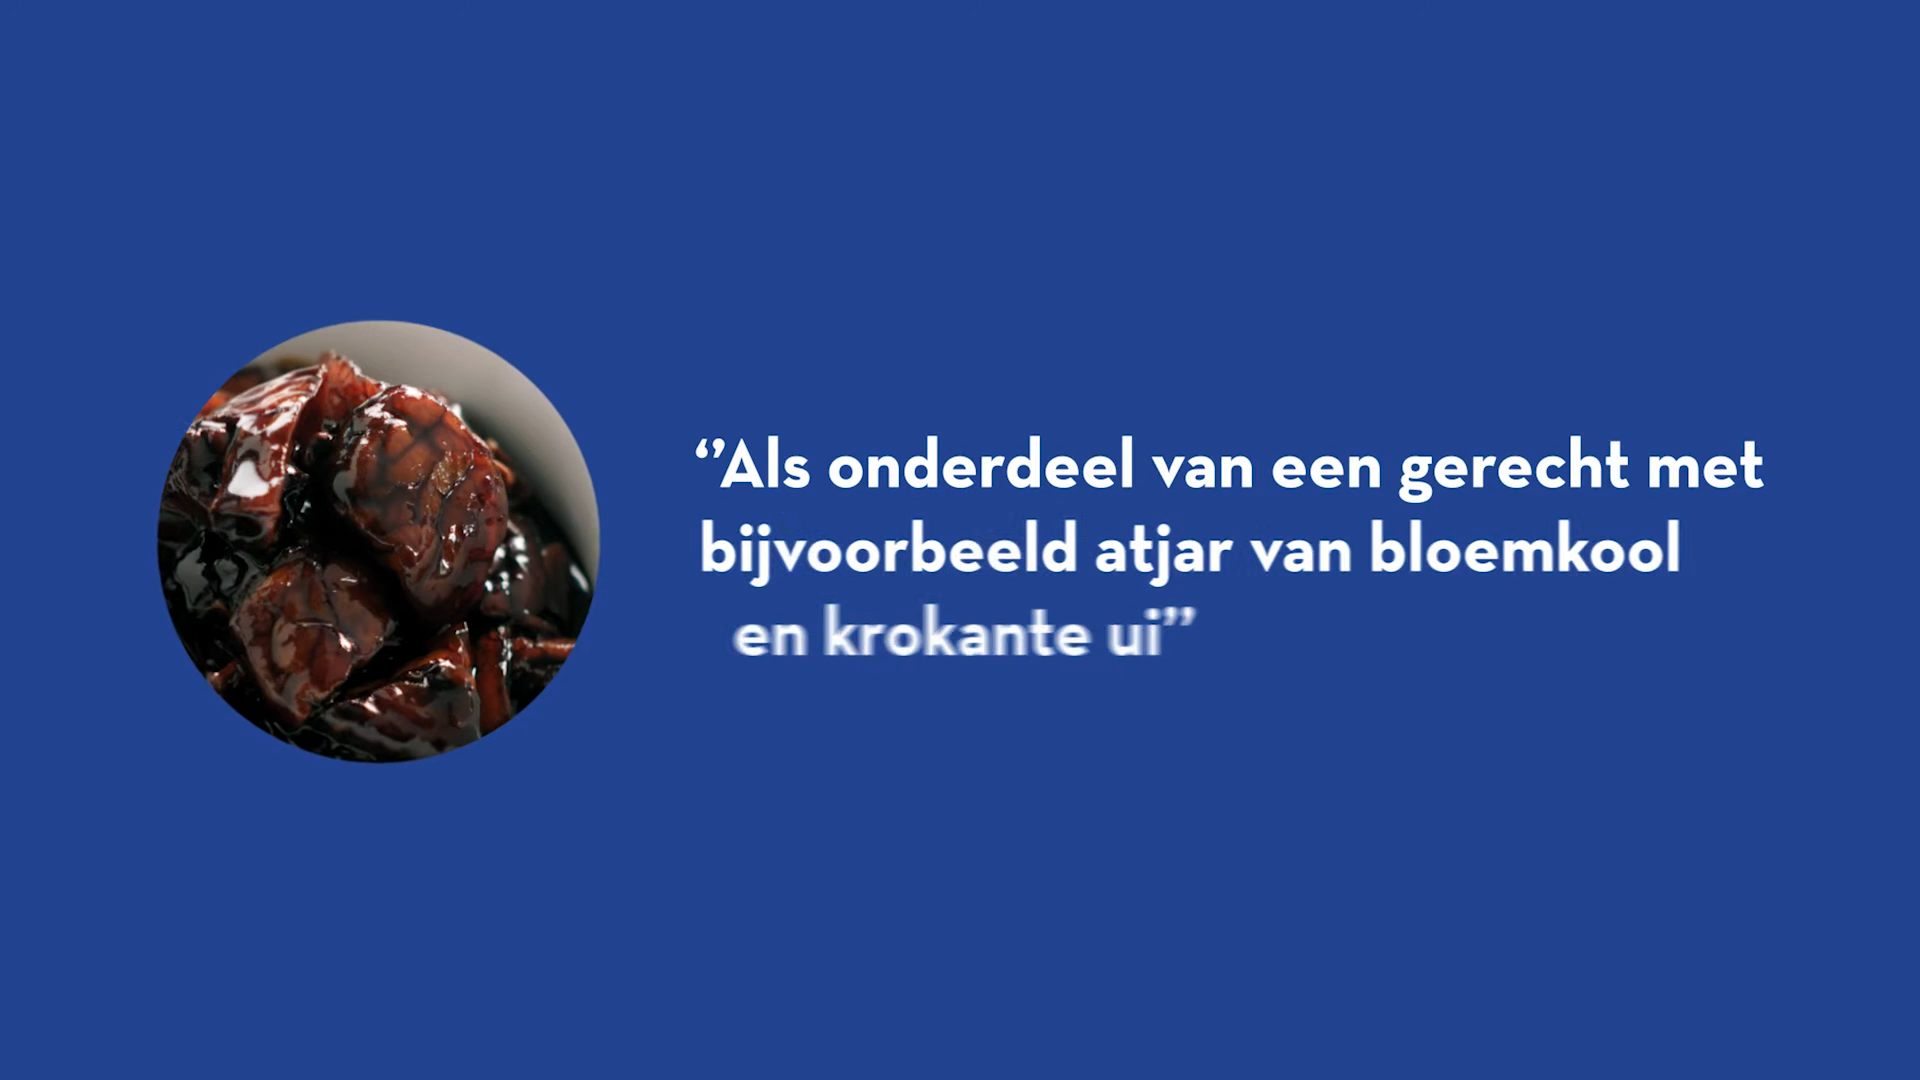 ‘’Als onderdeel van een gerecht met
bijvoorbeeld atjar van bloemkool
en krokante ui’’